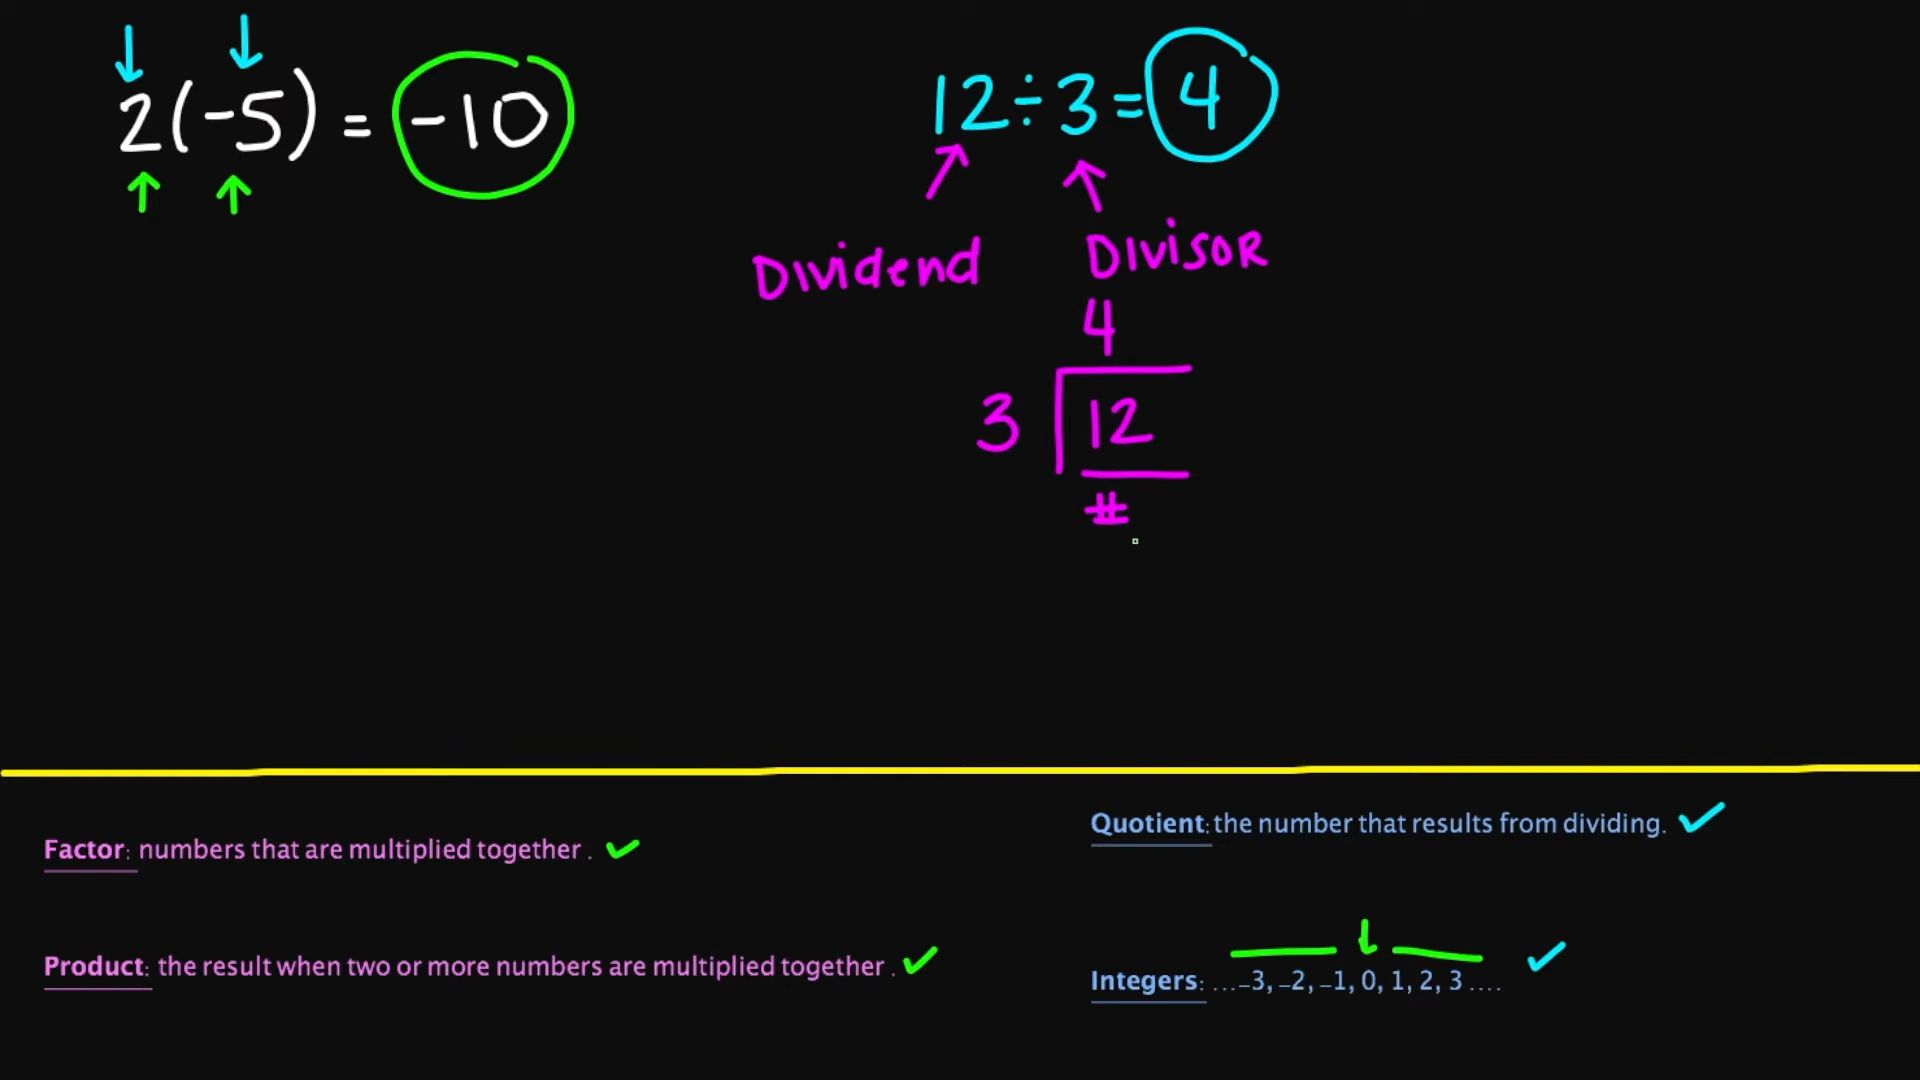 2(-5) = -10
12÷3=4
Dividend
Divisor
4
3 12
#
Factor: numbers that are multiplied together .
Product: the result when two or more numbers are multiplied together .
Quotient: the number that results from dividing.
Integers: ...-3, -2, -1, 0, 1, 2, 3 ....